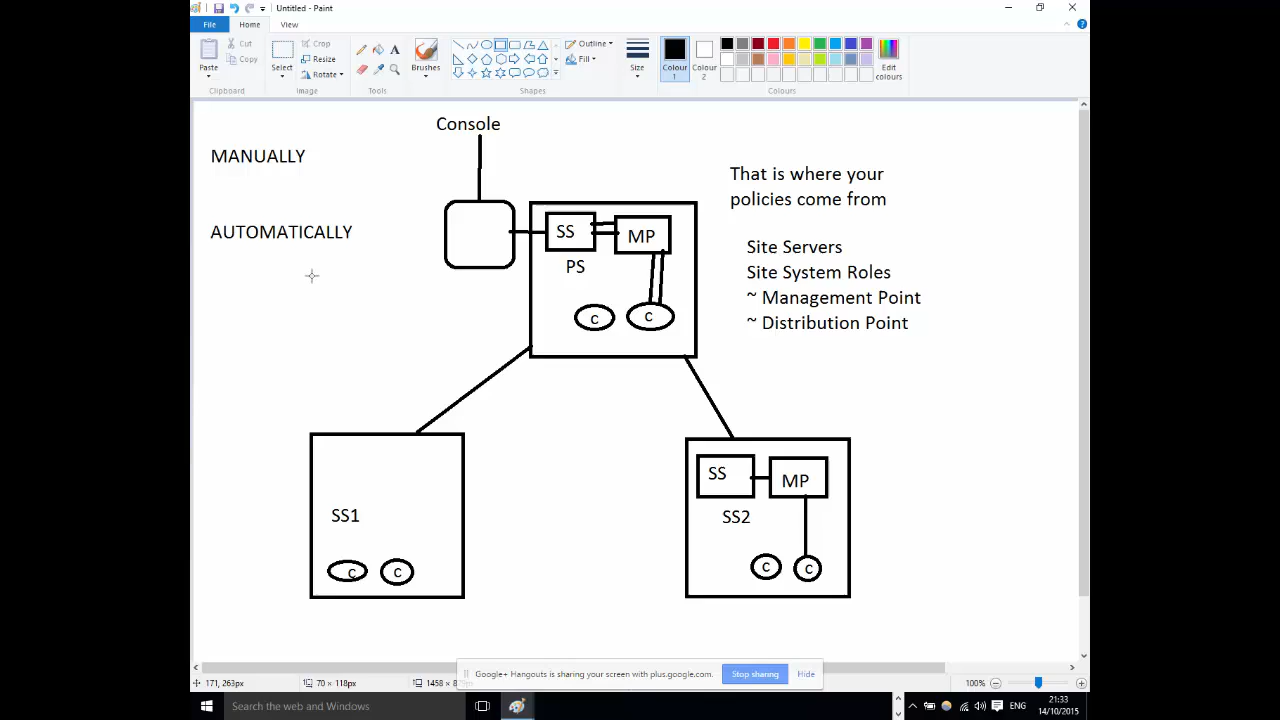 Untitled - Paint
File
Home
View
Paste
Cut
Copy
Clipboard
Select
Crop
Resize
Rotate
Image
Tools
Brushes
Outline
Fill
Shapes
Size
Colour 1
Colour 2
Edit colours
Colours
Console
MANUALLY
AUTOMATICALLY
SS
MP
PS
C
C
That is where your
policies come from
Site Servers
Site System Roles
~ Management Point
~ Distribution Point
SS1
C
C
SS
MP
SS2
C
C
Google+ Hangouts is sharing your screen with plus.google.com.
Stop sharing
Hide
171, 263px
70 × 118px
100%
Search the web and Windows
ENG
21:33
14/10/2015